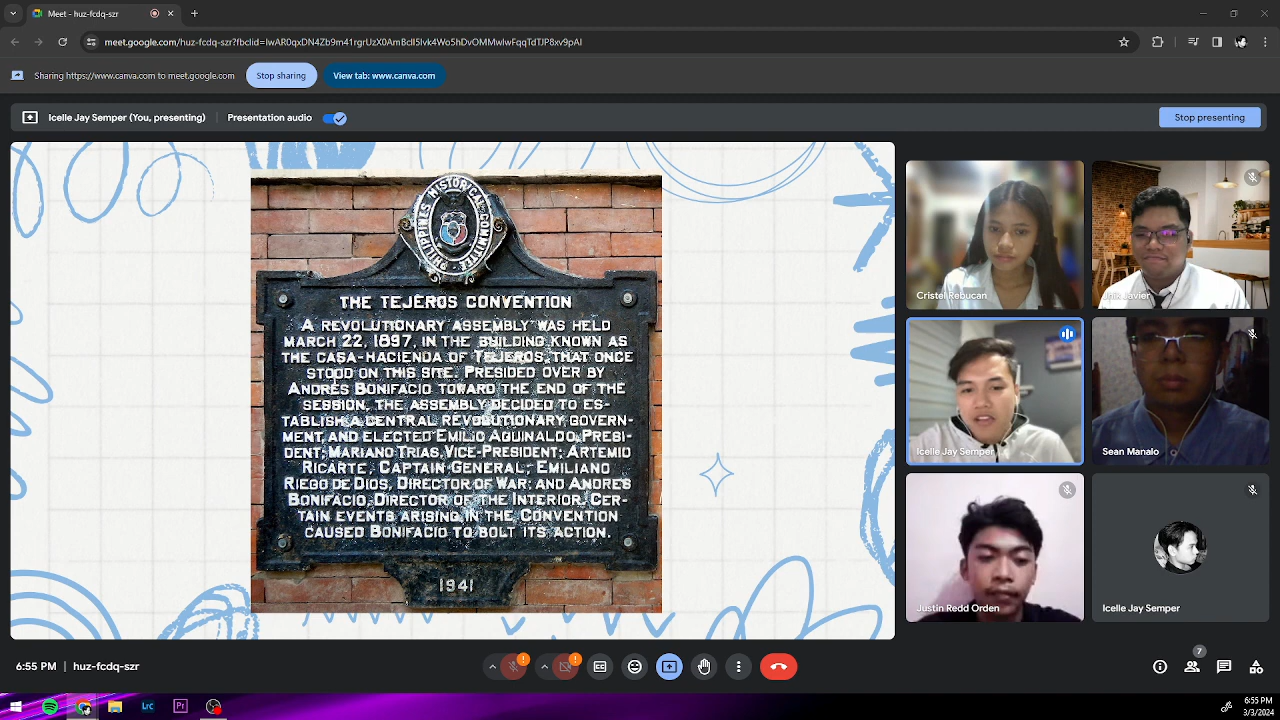 Meet - huz-fcdq-szr
meet.google.com/huz-fcdq-szr?fbclid=IwAR0qxDN4Zb9m41rgrUzX0AmBcIl5Ivk4Wo5hDvOMMwlwFqqTdTJP8xv9pAI
Sharing https://www.canva.com to meet.google.com
Stop sharing
View tab: www.canva.com
Icelle Jay Semper (You, presenting)
Presentation audio
Stop presenting
PHILIPPINES HISTORICAL COMMITTEE
THE TEJEROS CONVENTION
A REVOLUTIONARY ASSEMBLY WAS HELD
MARCH 22, 1897, IN THE BUILDING KNOWN AS
THE CASA-HACIENDA OF TEJEROS, THAT ONCE
STOOD ON THIS SITE. PRESIDED OVER BY
ANDRÉS BONIFACIO TOWARD THE END OF THE
SESSION, THE ASSEMBLY DECIDED TO ES-
TABLISH A CENTRAL REVOLUTIONARY GOVERN-
MENT, AND ELECTED EMILIO AGUINALDO, PRESI-
DENT; MARIANO TRIAS, VICE-PRESIDENT; ARTEMIO
RICARTE, CAPTAIN GENERAL; EMILIANO
RIEGO DE DIOS, DIRECTOR OF WAR; AND ANDRÉS
BONIFACIO, DIRECTOR OF THE INTERIOR. CER-
TAIN EVENTS ARISING IN THE CONVENTION
CAUSED BONIFACIO TO BOLT ITS ACTION.
1941
Cristel Rebucan
Javier
Icelle Jay Semper
Sean Manalo
Justin Redd Orden
Icelle Jay Semper
6:55 PM | huz-fcdq-szr
7
Lrc
Pr
6:55 PM
3/3/2024